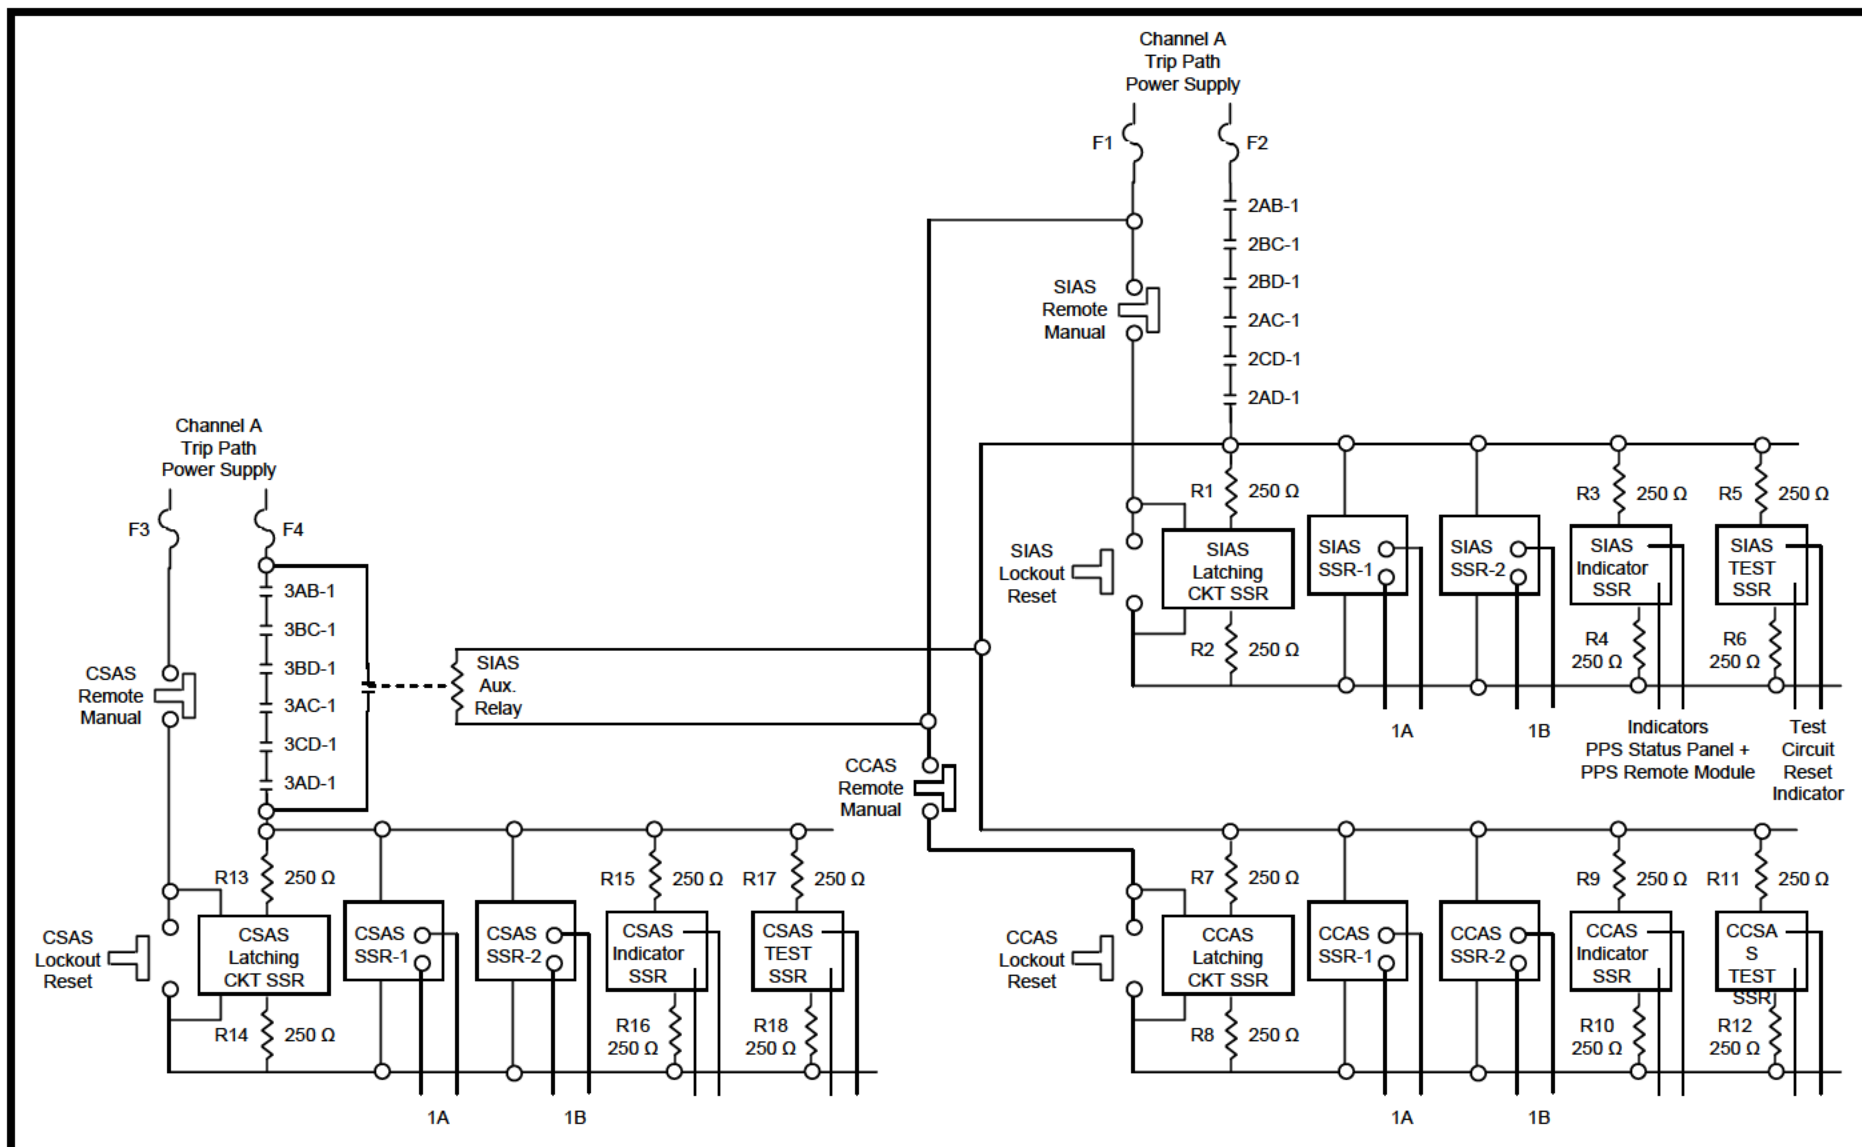 Channel A
Trip Path
Power Supply
F1
F2
2AB-1
2BC-1
2BD-1
2AC-1
2CD-1
2AD-1
SIAS
Remote
Manual
Channel A
Trip Path
Power Supply
F3
F4
3AB-1
3BC-1
3BD-1
3AC-1
3CD-1
3AD-1
CSAS
Remote
Manual
SIAS
Aux.
Relay
CCAS
Remote
Manual
SIAS
Lockout
Reset
R1
250 Ω
SIAS
Latching
CKT SSR
R2
250 Ω
SIAS
SSR-1
1A
SIAS
SSR-2
1B
R3
250 Ω
SIAS
Indicator
SSR
R4
250 Ω
Indicators
PPS Status Panel +
PPS Remote Module
R5
250 Ω
SIAS
TEST
SSR
R6
250 Ω
Test
Circuit
Reset
Indicator
CSAS
Lockout
Reset
R13
250 Ω
CSAS
Latching
CKT SSR
R14
250 Ω
CSAS
SSR-1
1A
CSAS
SSR-2
1B
R15
250 Ω
CSAS
Indicator
SSR
R16
250 Ω
R17
250 Ω
CSAS
TEST
SSR
R18
250 Ω
CCAS
Lockout
Reset
R7
250 Ω
CCAS
Latching
CKT SSR
R8
250 Ω
CCAS
SSR-1
1A
CCAS
SSR-2
1B
R9
250 Ω
CCAS
Indicator
SSR
R10
250 Ω
R11
250 Ω
CCSA
S
TEST
SSR
R12
250 Ω